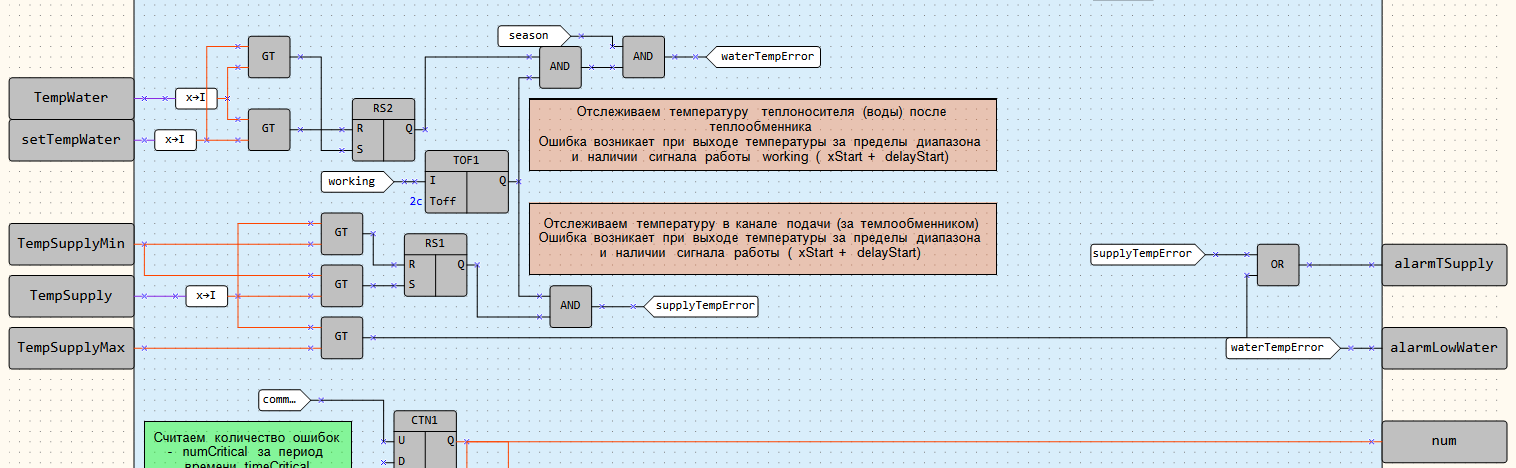 season
GT
AND
AND
waterTempError
TempWater
x→I
RS2
R
Q
S
setTempWater
x→I
GT
Отслеживаем температуру теплоносителя (воды) после
теплообменника
Ошибка возникает при выходе температуры за пределы диапазона
и наличии сигнала работы working ( xStart + delayStart)
TOF1
working
I
Q
2с
Toff
TempSupplyMin
GT
RS1
R
Q
S
Отслеживаем температуру в канале подачи (за темлообменником)
Ошибка возникает при выходе температуры за пределы диапазона
и наличии сигнала работы ( xStart + delayStart)
supplyTempError
OR
alarmTSupply
TempSupply
x→I
GT
AND
supplyTempError
TempSupplyMax
GT
waterTempError
alarmLowWater
comm…
CTN1
U
Q
D
num
Считаем количество ошибок
- numCritical за период
времени timeCritical